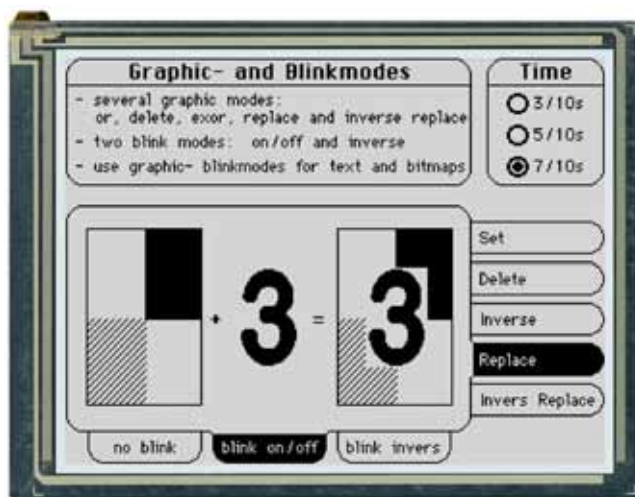 Graphic- and Blinkmodes
- several graphic modes:
or, delete, exor, replace and inverse replace
- two blink modes: on/off and inverse
- use graphic- blinkmodes for text and bitmaps
Time
3/10s
5/10s
7/10s
+ 3 = 3
Set
Delete
Inverse
Replace
Invers Replace
no blink
blink on/off
blink invers